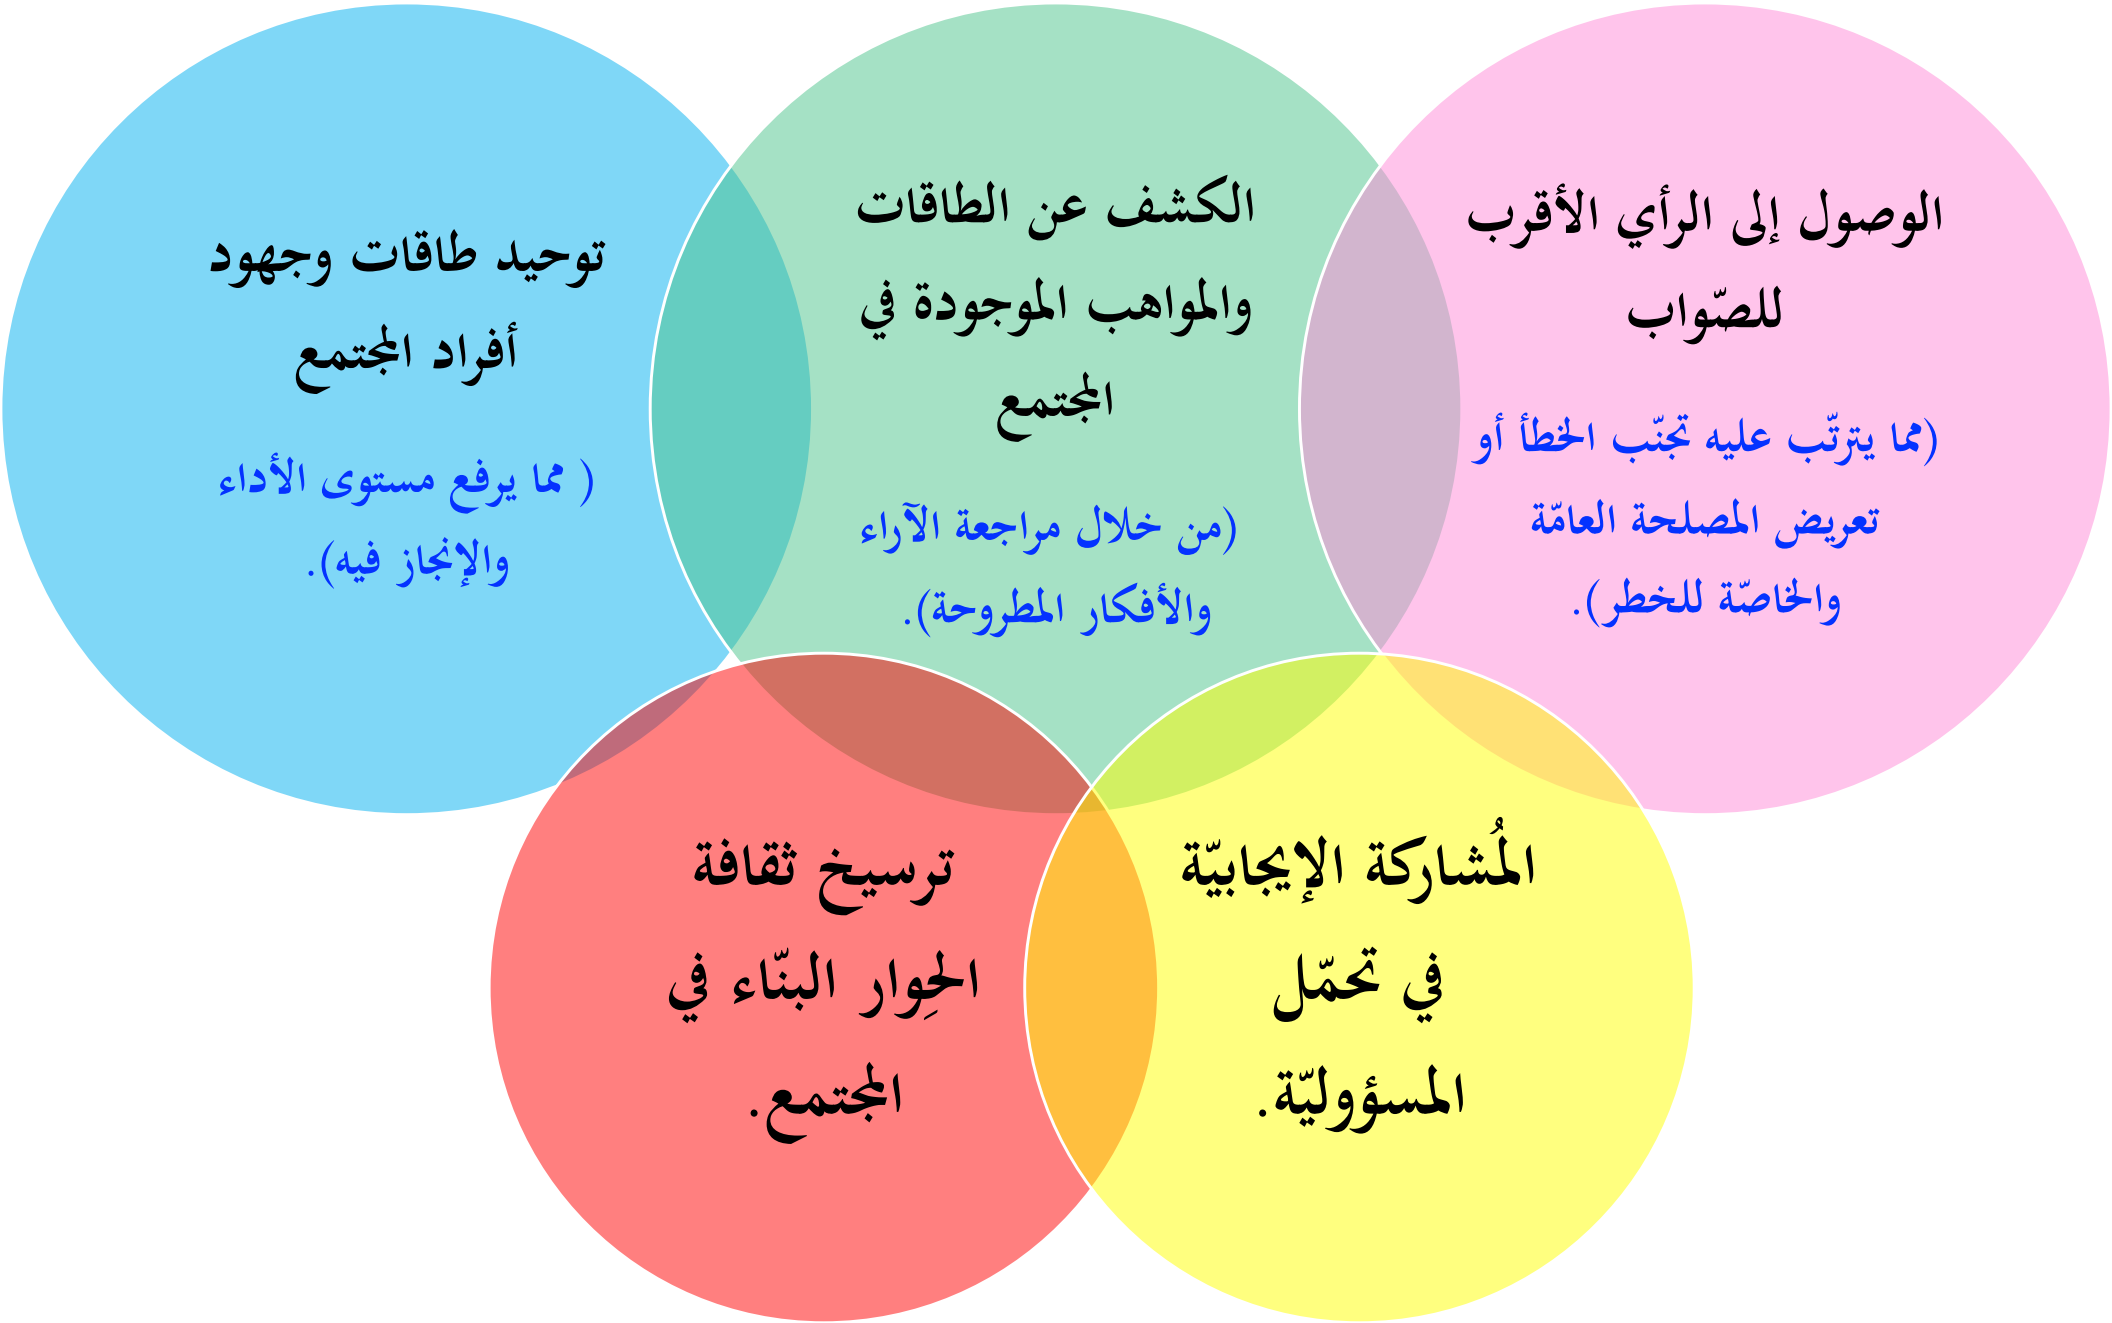 الوصول إلى الرأي الأقرب
للصّواب
(مما يترتّب عليه تجنّب الخطأ أو
تعريض المصلحة العامّة
والخاصّة للخطر).
الكشف عن الطاقات
والمواهب الموجودة في
المجتمع
(من خلال مراجعة الآراء
والأفكار المطروحة).
توحيد طاقات وجهود
أفراد المجتمع
( مما يرفع مستوى الأداء
والإنجاز فيه).
المُشاركة الإيجابيّة
في تحمّل
المسؤوليّة.
ترسيخ ثقافة
الحِوار البنّاء في
المجتمع.